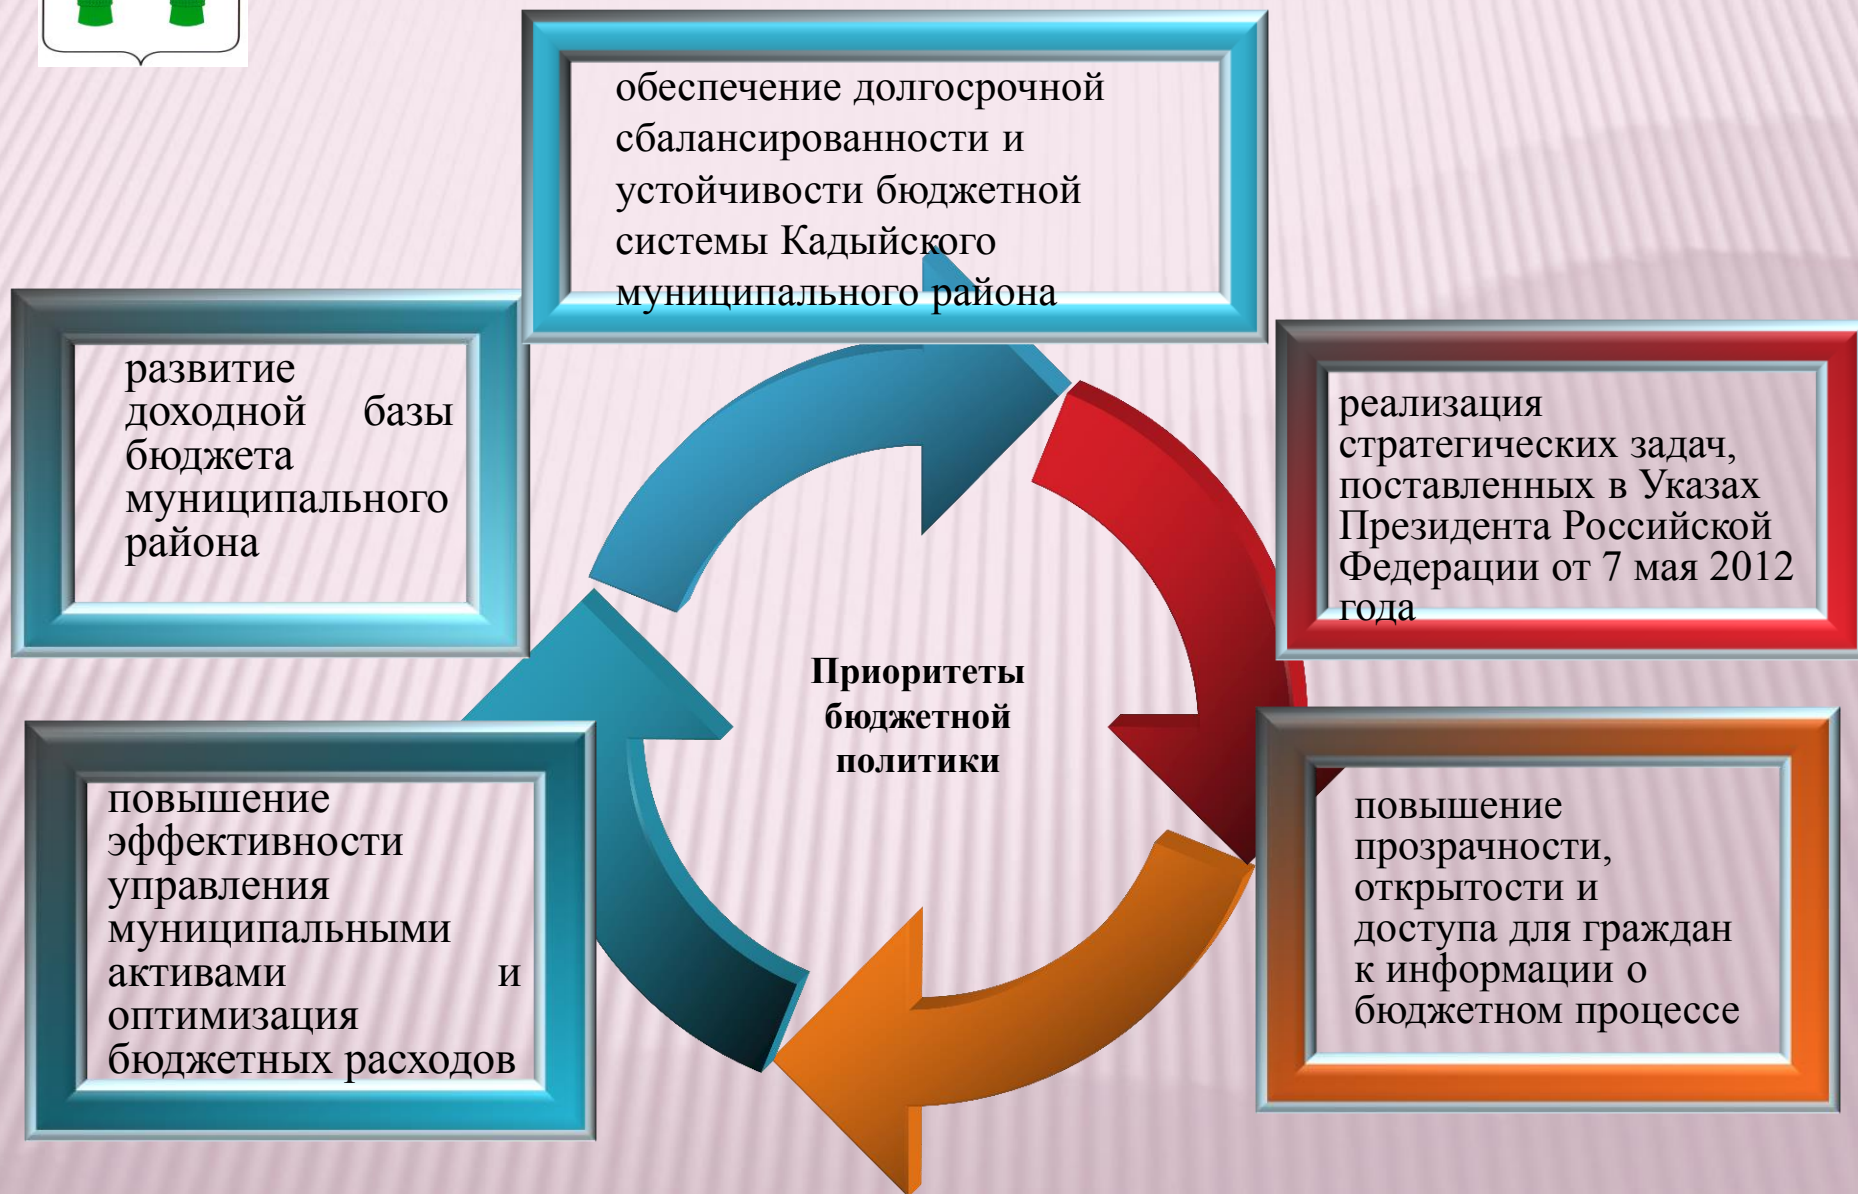 обеспечение долгосрочной
сбалансированности и
устойчивости бюджетной
системы Кадыйского
муниципального района
развитие
доходной базы
бюджета
муниципального
района
реализация
стратегических задач,
поставленных в Указах
Президента Российской
Федерации от 7 мая 2012
года
Приоритеты
бюджетной
политики
повышение
эффективности
управления
муниципальными
активами и
оптимизация
бюджетных расходов
повышение
прозрачности,
открытости и
доступа для граждан
к информации о
бюджетном процессе